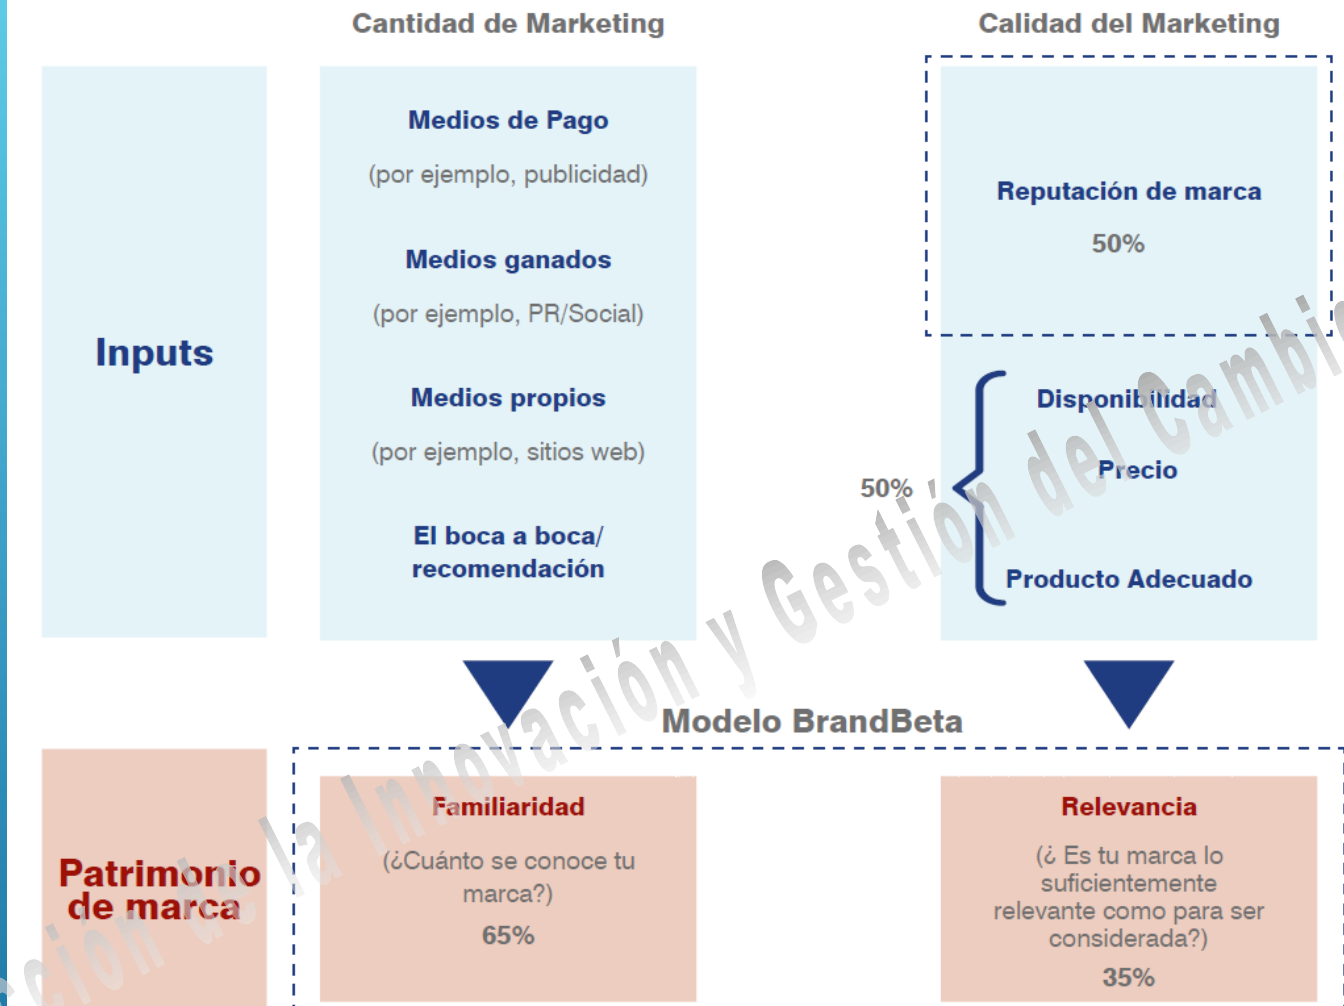 Cantidad de Marketing
Calidad del Marketing
Inputs
Medios de Pago
(por ejemplo, publicidad)
Medios ganados
(por ejemplo, PR/Social)
Medios propios
(por ejemplo, sitios web)
El boca a boca/
recomendación
Reputación de marca
50%
50%
Disponibilidad
Precio
Producto Adecuado
Modelo BrandBeta
Patrimonio
de marca
Familiaridad
(¿Cuánto se conoce tu
marca?)
65%
Relevancia
(¿ Es tu marca lo
suficientemente
relevante como para ser
considerada?)
35%
de la Innovación y Gestión del Cambio